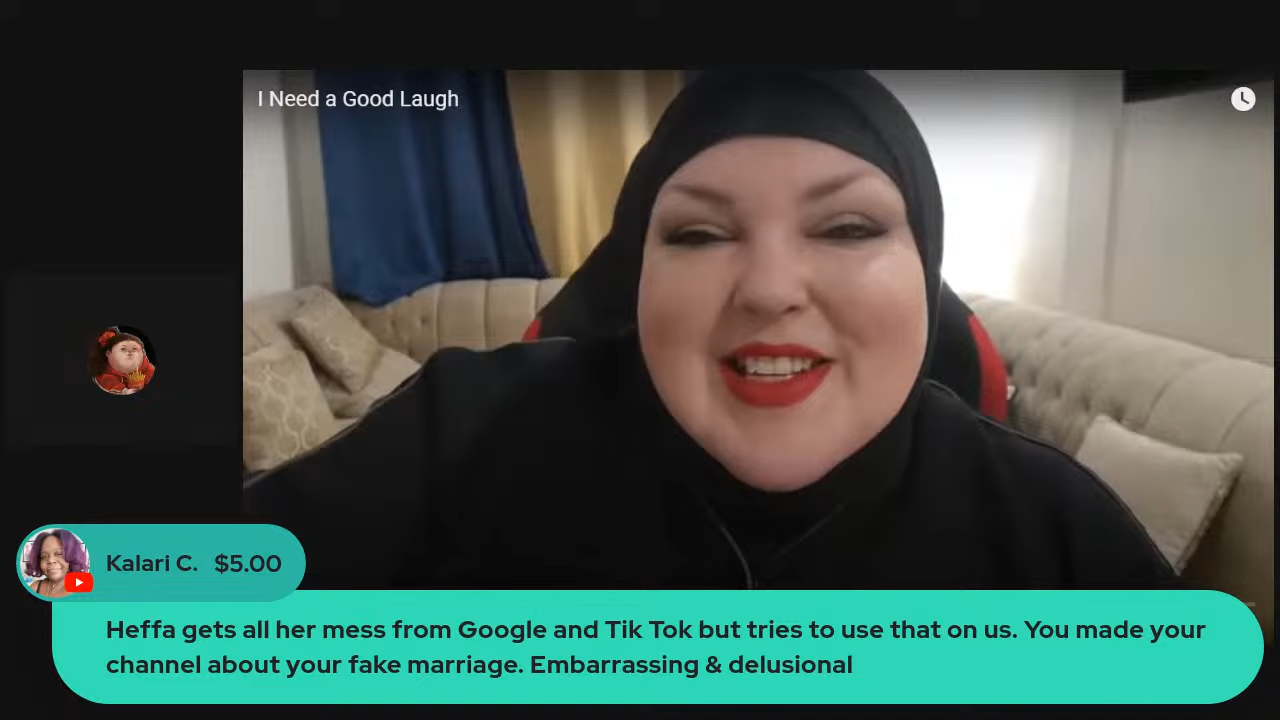 I Need a Good Laugh
Kalari C. $5.00
Heffa gets all her mess from Google and Tik Tok but tries to use that on us. You made your
channel about your fake marriage. Embarrassing & delusional